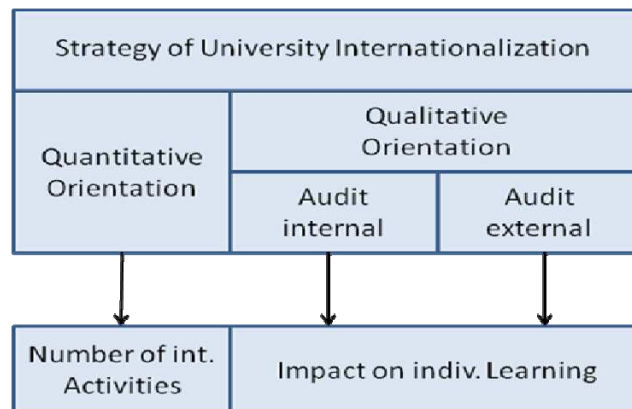 Strategy of University Internationalization
Quantitative
Orientation
Qualitative
Orientation
Audit
internal
Audit
external
Number of int.
Activities
Impact on indiv. Learning